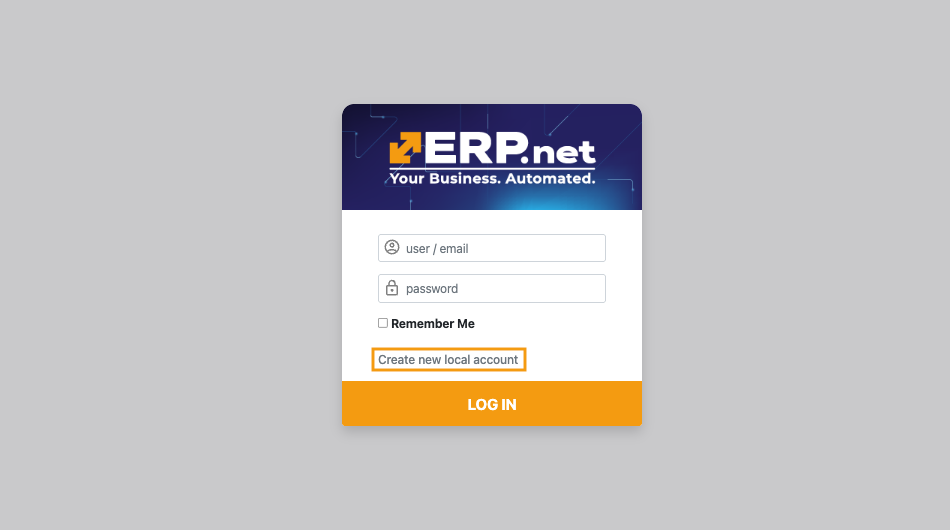 ERP.net
Your Business. Automated.
user / email
password
Remember Me
Create new local account
LOG IN